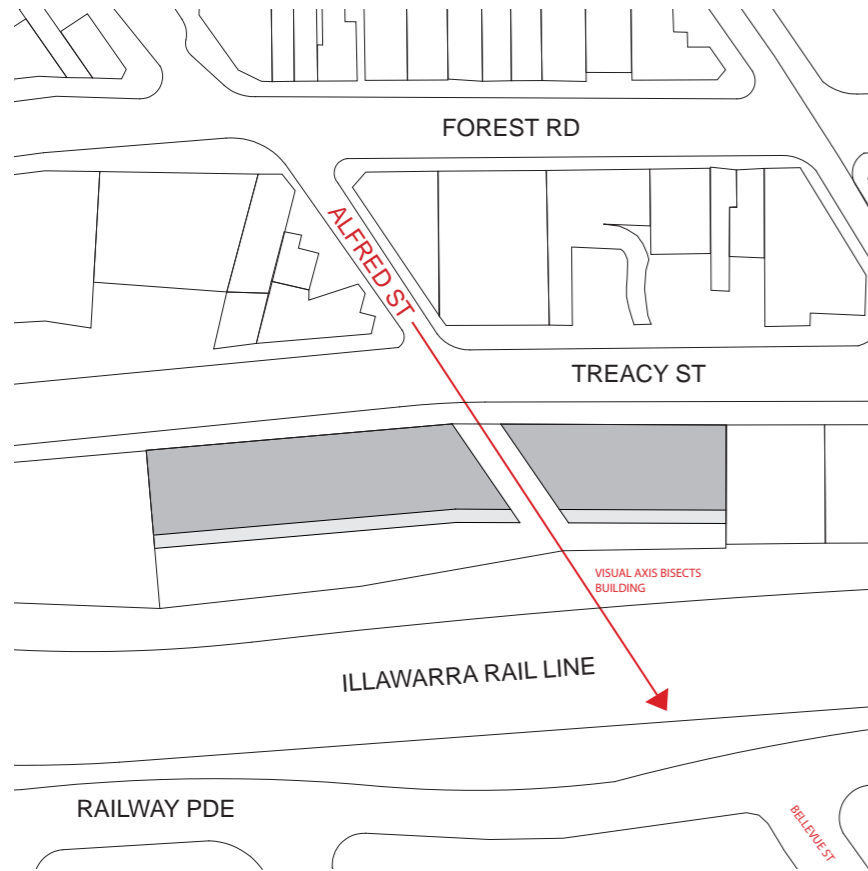 FOREST RD
ALFRED ST
TREACY ST
VISUAL AXIS BISECTS
BUILDING
ILLAWARRA RAIL LINE
RAILWAY PDE
BELLEVUE ST